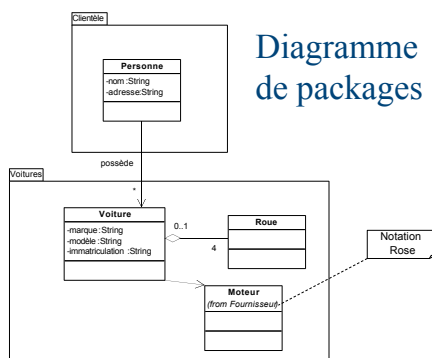 Diagramme
de packages
Clientèle
Personne
-nom :String
-adresse:String
possède
*
Voitures
Voiture
-marque :String
-modèle :String
-immatriculation :String
0..1
4
Roue
Moteur
(from Fournisseur)
Notation
Rose